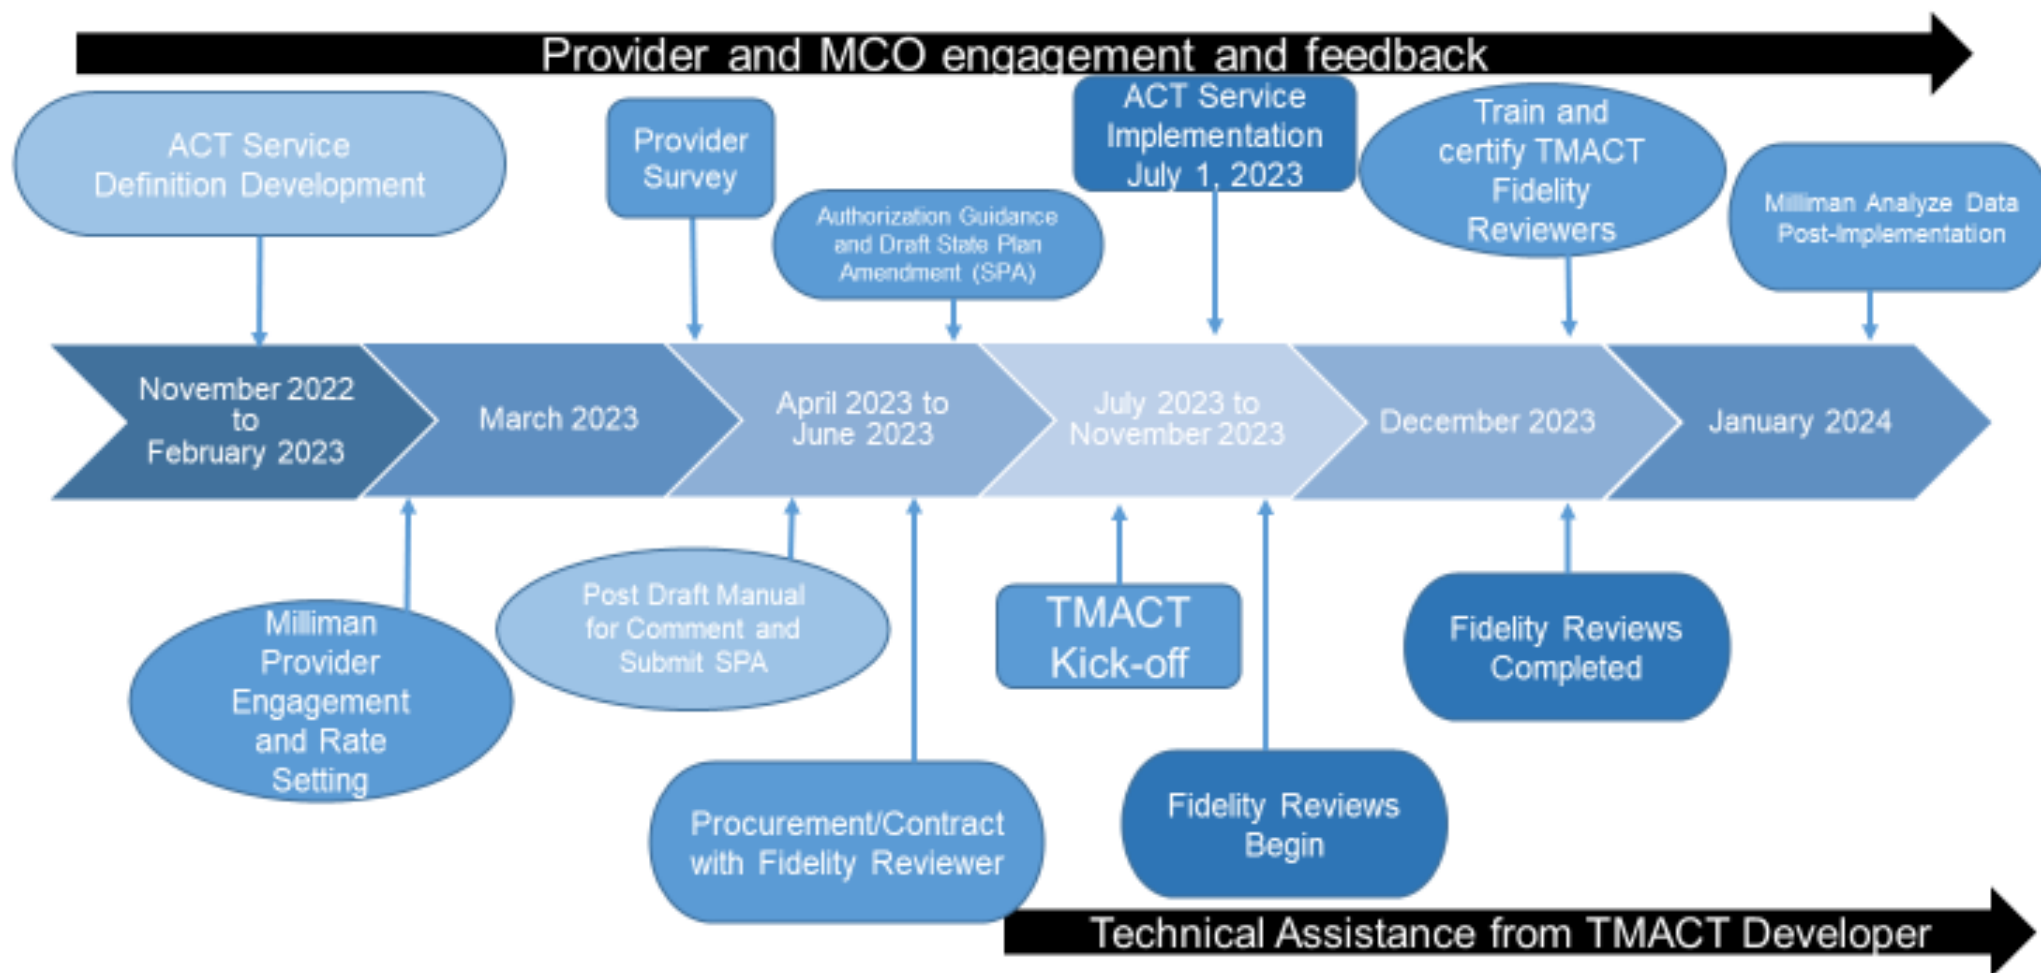 Provider and MCO engagement and feedback
ACT Service
Definition Development
Provider
Survey
Authorization Guidance
and Draft State Plan
Amendment (SPA)
ACT Service
Implementation
July 1, 2023
Train and
certify TMACT
Fidelity
Reviewers
Milliman Analyze Data
Post-Implementation
November 2022
to
February 2023
March 2023
April 2023 to
June 2023
July 2023 to
November 2023
December 2023
January 2024
Milliman
Provider
Engagement
and Rate
Setting
Post Draft Manual
for Comment and
Submit SPA
Procurement/Contract
with Fidelity Reviewer
TMACT
Kick-off
Fidelity Reviews
Begin
Fidelity Reviews
Completed
Technical Assistance from TMACT Developer